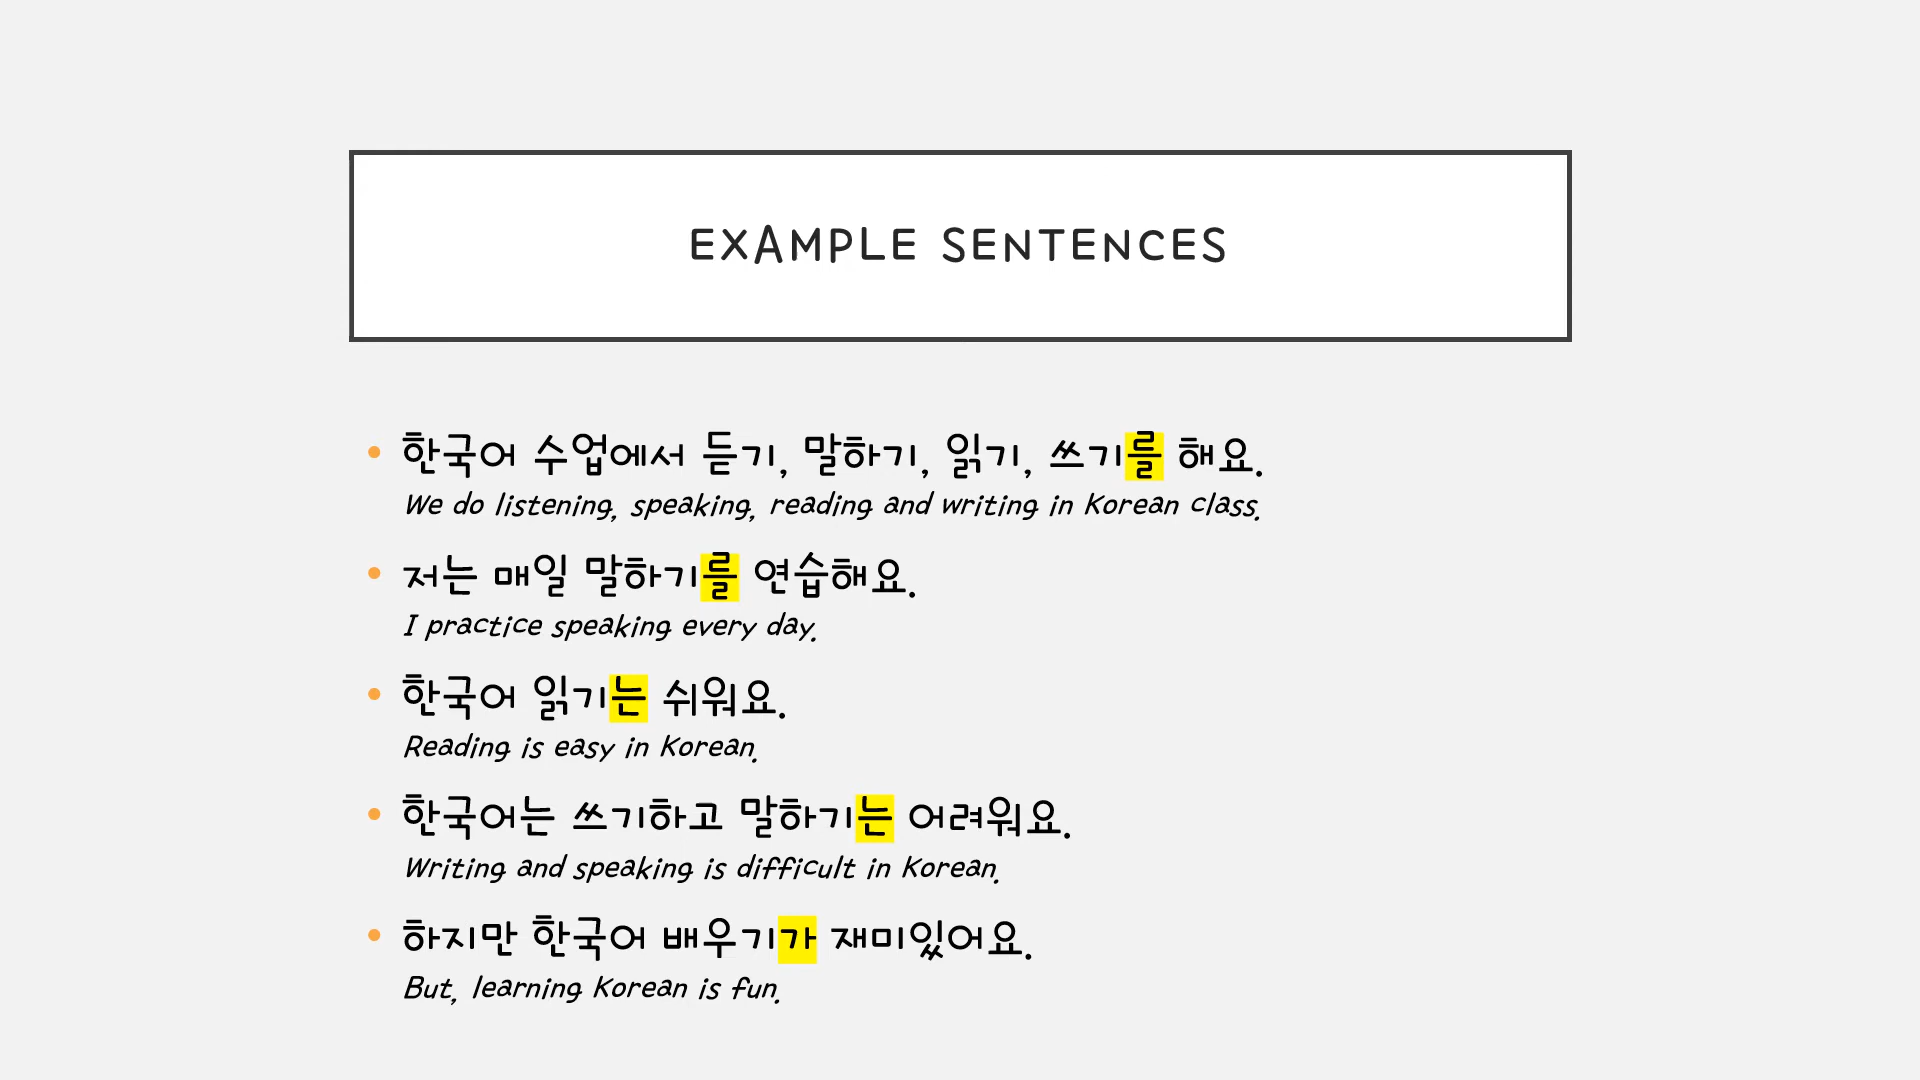 EXAMPLE SENTENCES
• 한국어 수업에서 듣기, 말하기, 읽기, 쓰기를 해요.
We do listening, speaking, reading and writing in Korean class.
• 저는 매일 말하기를 연습해요.
I practice speaking every day.
• 한국어 읽기는 쉬워요.
Reading is easy in Korean.
• 한국어는 쓰기하고 말하기는 어려워요.
Writing and speaking is difficult in Korean.
• 하지만 한국어 배우기가 재미있어요.
But, learning Korean is fun.